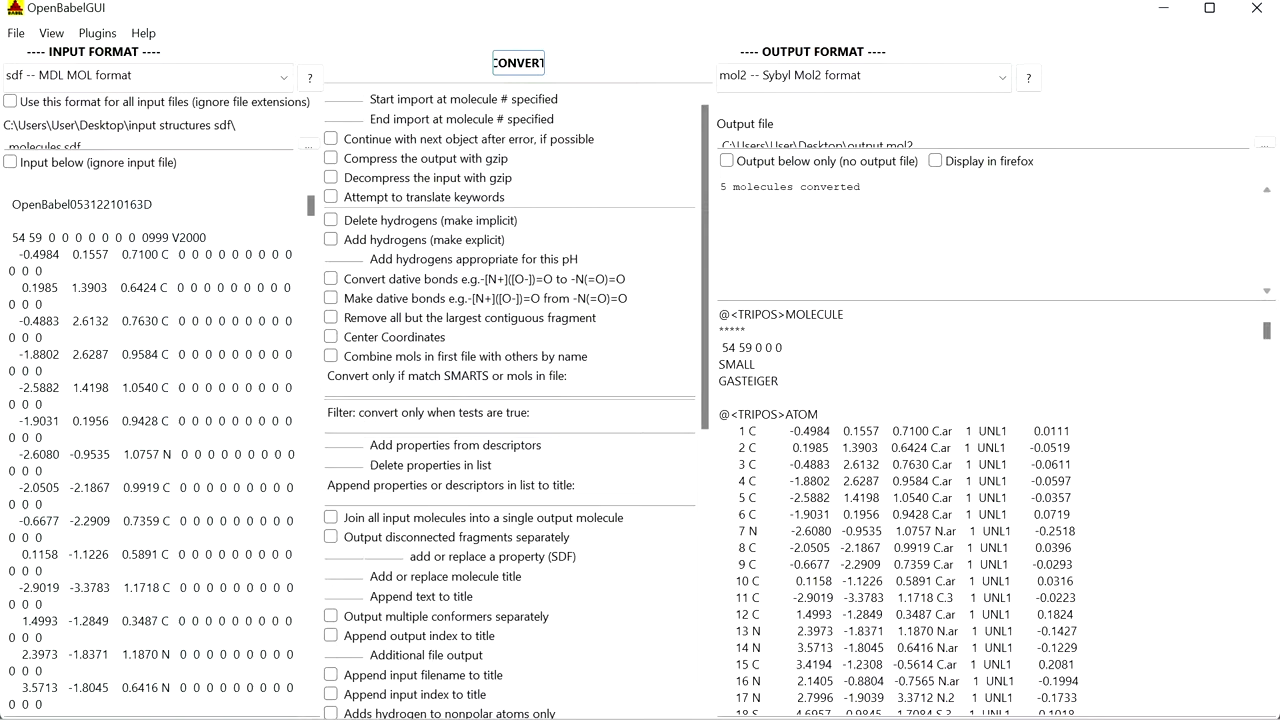 OpenBabelGUI
File View Plugins Help
---- INPUT FORMAT ----
sdf -- MDL MOL format
?
Use this format for all input files (ignore file extensions)
C:\Users\User\Desktop\input structures sdf\
molecules.sdf
...
Input below (ignore input file)
OpenBabel05312210163D
54 59 0 0 0 0 0 0 0 0999 V2000
-0.4984 0.1557 0.7100 C 0 0 0 0 0 0 0 0 0
0 0 0
0.1985 1.3903 0.6424 C 0 0 0 0 0 0 0 0 0
0 0 0
-0.4883 2.6132 0.7630 C 0 0 0 0 0 0 0 0 0
0 0 0
-1.8802 2.6287 0.9584 C 0 0 0 0 0 0 0 0 0
0 0 0
-2.5882 1.4198 1.0540 C 0 0 0 0 0 0 0 0 0
0 0 0
-1.9031 0.1956 0.9428 C 0 0 0 0 0 0 0 0 0
0 0 0
-2.6080 -0.9535 1.0757 N 0 0 0 0 0 0 0 0 0
0 0 0
-2.0505 -2.1867 0.9919 C 0 0 0 0 0 0 0 0 0
0 0 0
-0.6677 -2.2909 0.7359 C 0 0 0 0 0 0 0 0 0
0 0 0
0.1158 -1.1226 0.5891 C 0 0 0 0 0 0 0 0 0
0 0 0
-2.9019 -3.3783 1.1718 C 0 0 0 0 0 0 0 0 0
0 0 0
1.4993 -1.2849 0.3487 C 0 0 0 0 0 0 0 0 0
0 0 0
2.3973 -1.8371 1.1870 N 0 0 0 0 0 0 0 0 0
0 0 0
3.5713 -1.8045 0.6416 N 0 0 0 0 0 0 0 0 0
0 0 0
CONVERT
Start import at molecule # specified
End import at molecule # specified
Continue with next object after error, if possible
Compress the output with gzip
Decompress the input with gzip
Attempt to translate keywords
Delete hydrogens (make implicit)
Add hydrogens (make explicit)
Add hydrogens appropriate for this pH
Convert dative bonds e.g.-[N+]([O-])=O to -N(=O)=O
Make dative bonds e.g.-[N+]([O-])=O from -N(=O)=O
Remove all but the largest contiguous fragment
Center Coordinates
Combine mols in first file with others by name
Convert only if match SMARTS or mols in file:
Filter: convert only when tests are true:
Add properties from descriptors
Delete properties in list
Append properties or descriptors in list to title:
Join all input molecules into a single output molecule
Output disconnected fragments separately
add or replace a property (SDF)
Add or replace molecule title
Append text to title
Output multiple conformers separately
Append output index to title
Additional file output
Append input filename to title
Append input index to title
Adds hydrogen to nonpolar atoms only
---- OUTPUT FORMAT ----
mol2 -- Sybyl Mol2 format
?
Output file
C:\Users\User\Desktop\output mol2
...
Output below only (no output file) Display in firefox
5 molecules converted
@<TRIPOS>MOLECULE
*****
54 59 0 0 0
SMALL
GASTEIGER
@<TRIPOS>ATOM
1 C -0.4984 0.1557 0.7100 C.ar 1 UNL1 0.0111
2 C 0.1985 1.3903 0.6424 C.ar 1 UNL1 -0.0519
3 C -0.4883 2.6132 0.7630 C.ar 1 UNL1 -0.0611
4 C -1.8802 2.6287 0.9584 C.ar 1 UNL1 -0.0597
5 C -2.5882 1.4198 1.0540 C.ar 1 UNL1 -0.0357
6 C -1.9031 0.1956 0.9428 C.ar 1 UNL1 0.0719
7 N -2.6080 -0.9535 1.0757 N.ar 1 UNL1 -0.2518
8 C -2.0505 -2.1867 0.9919 C.ar 1 UNL1 0.0396
9 C -0.6677 -2.2909 0.7359 C.ar 1 UNL1 -0.0293
10 C 0.1158 -1.1226 0.5891 C.ar 1 UNL1 0.0316
11 C -2.9019 -3.3783 1.1718 C.3 1 UNL1 -0.0223
12 C 1.4993 -1.2849 0.3487 C.ar 1 UNL1 0.1824
13 N 2.3973 -1.8371 1.1870 N.ar 1 UNL1 -0.1427
14 N 3.5713 -1.8045 0.6416 N.ar 1 UNL1 -0.1229
15 C 3.4194 -1.2308 -0.5614 C.ar 1 UNL1 0.2081
16 N 2.1405 -0.8804 -0.7565 N.ar 1 UNL1 -0.1994
17 N 2.7996 -1.9039 3.3712 N.2 1 UNL1 -0.1733
18 S 4.6957 -0.9845 1.7084 S.3 1 UNL1 0.1018